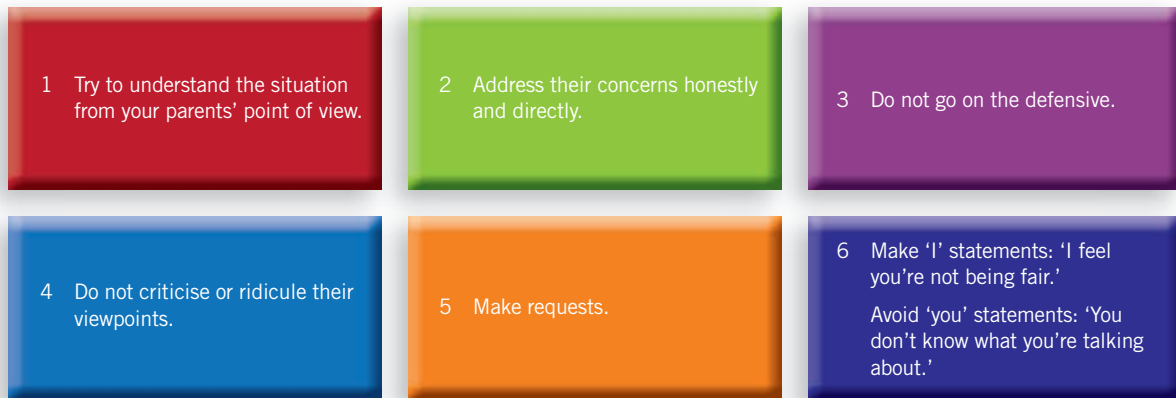 1 Try to understand the situation
from your parents’ point of view.
2 Address their concerns honestly
and directly.
3 Do not go on the defensive.
4 Do not criticise or ridicule their
viewpoints.
5 Make requests.
6 Make ‘I’ statements: ‘I feel
you’re not being fair.’
Avoid ‘you’ statements: ‘You
don’t know what you’re talking
about.’